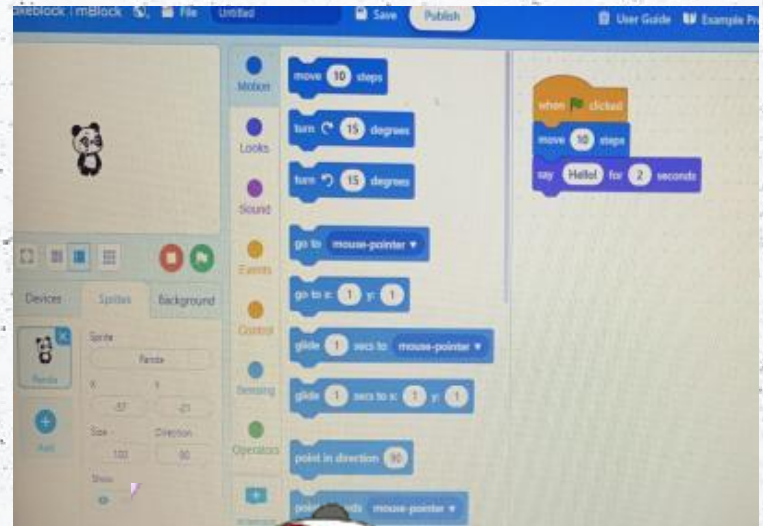 akeblock | mBlock File Untitled Save Publish User Guide Example Pro
Motion
Looks
Sound
Events
Control
Sensing
Operators
move 10 steps
turn 15 degrees
turn 15 degrees
go to mouse-pointer
go to x: 1 y: 1
glide 1 secs to mouse-pointer
glide 1 secs to x: 1 y: 1
point in direction 90
mouse-pointer
when clicked
move 10 steps
say Hello! for 2 seconds
Devices Sprites Background
Sprite
Panda
Panda
X Y
-21
Add
Size Direction
100 90
Show